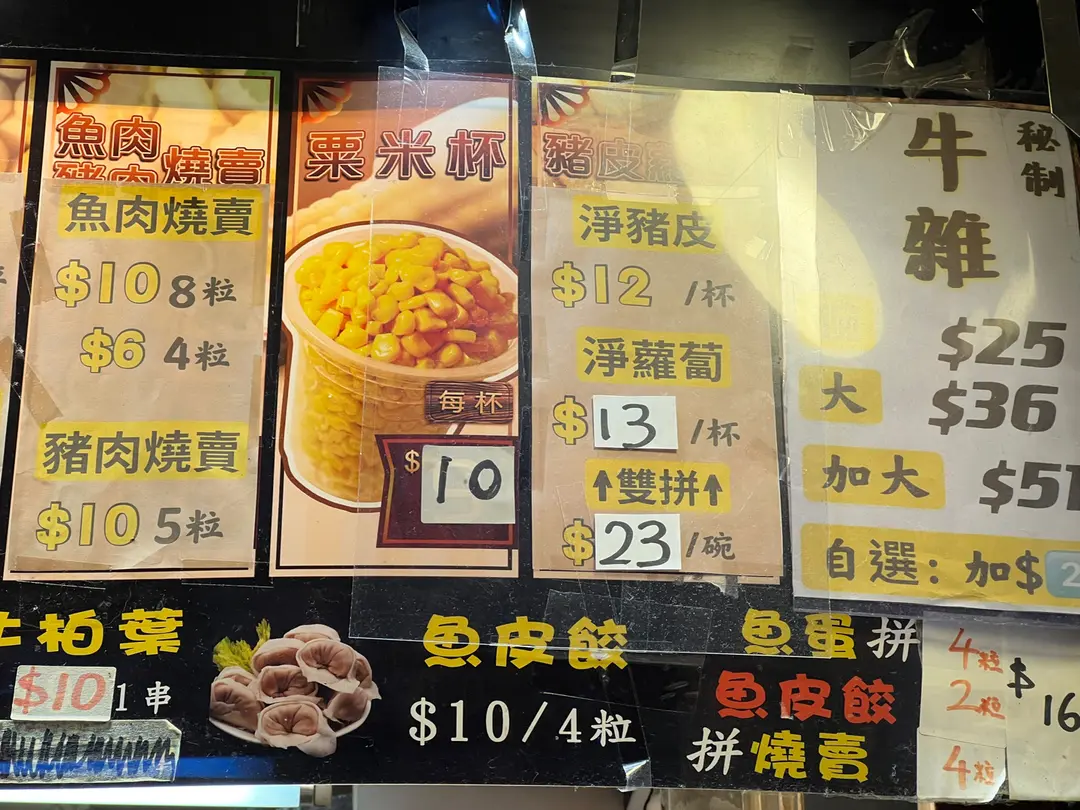 魚肉
豬肉燒賣
魚肉燒賣
$10 8粒
$6 4粒
豬肉燒賣
$10 5粒
粟米杯
每杯
$10
豬皮
淨豬皮
$12 /杯
淨蘿蔔
$13 /杯
↑雙拼↑
$23 /碗
秘制
牛雜
$25
大 $36
加大 $51
自選：加$2
牛柏葉
$10 1串
魚皮餃
$10/4粒
魚蛋拼
魚皮餃
拼燒賣
4粒
2粒
4粒
$16